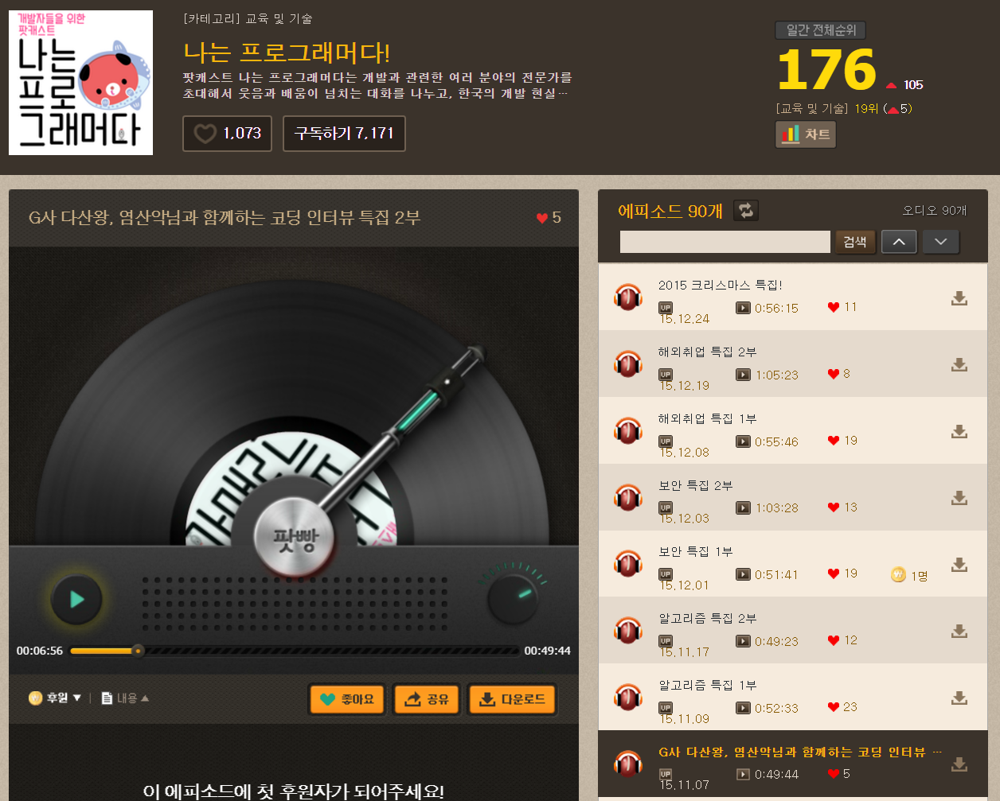 개발자들을 위한
팟캐스트
나는
프로
그래머다
[카테고리] 교육 및 기술
나는 프로그래머다!
팟캐스트 나는 프로그래머다는 개발과 관련한 여러 분야의 전문가를
초대해서 웃음과 배움이 넘치는 대화를 나누고, 한국의 개발 현실…
1,073
구독하기 7,171
일간 전체순위
176 ▲ 105
[교육 및 기술] 19위 (▲5)
차트
G사 다산왕, 염산악님과 함께하는 코딩 인터뷰 특집 2부
5
팟빵
00:06:56
00:49:44
후원 ▼ | 내용 ▲
좋아요
공유
다운로드
이 에피소드에 첫 후원자가 되어주세요!
에피소드 90개
오디오 90개
검색
2015 크리스마스 특집!
UP 15.12.24 0:56:15 11
해외취업 특집 2부
UP 15.12.19 1:05:23 8
해외취업 특집 1부
UP 15.12.08 0:55:46 19
보안 특집 2부
UP 15.12.03 1:03:28 13
보안 특집 1부
UP 15.12.01 0:51:41 19 1명
알고리즘 특집 2부
UP 15.11.17 0:49:23 12
알고리즘 특집 1부
UP 15.11.09 0:52:33 23
G사 다산왕, 염산악님과 함께하는 코딩 인터뷰 …
UP 15.11.07 0:49:44 5